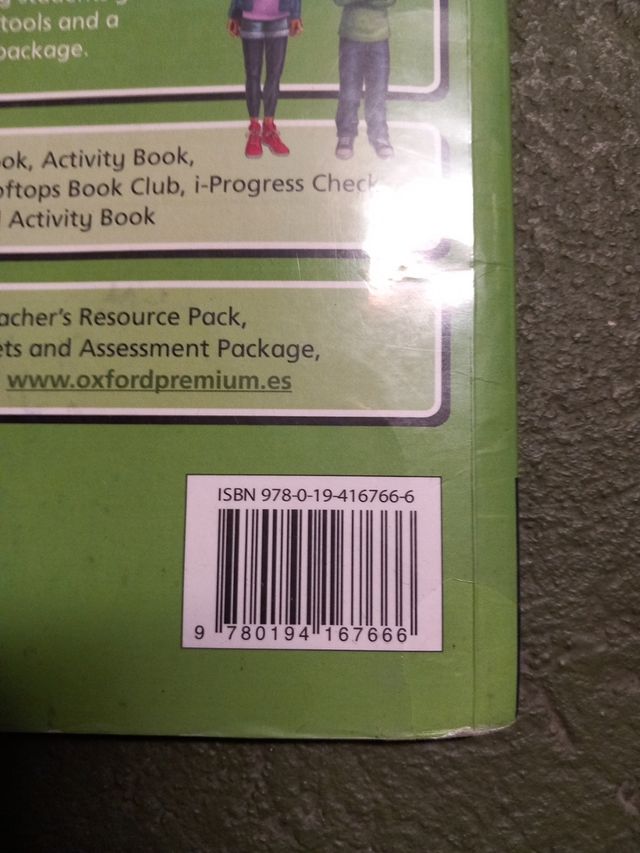 tools and a
package.
ok, Activity Book,
oftops Book Club, i-Progress Check
Activity Book
acher's Resource Pack,
ets and Assessment Package,
www.oxfordpremium.es
ISBN 978-0-19-416766-6
9 780194 167666